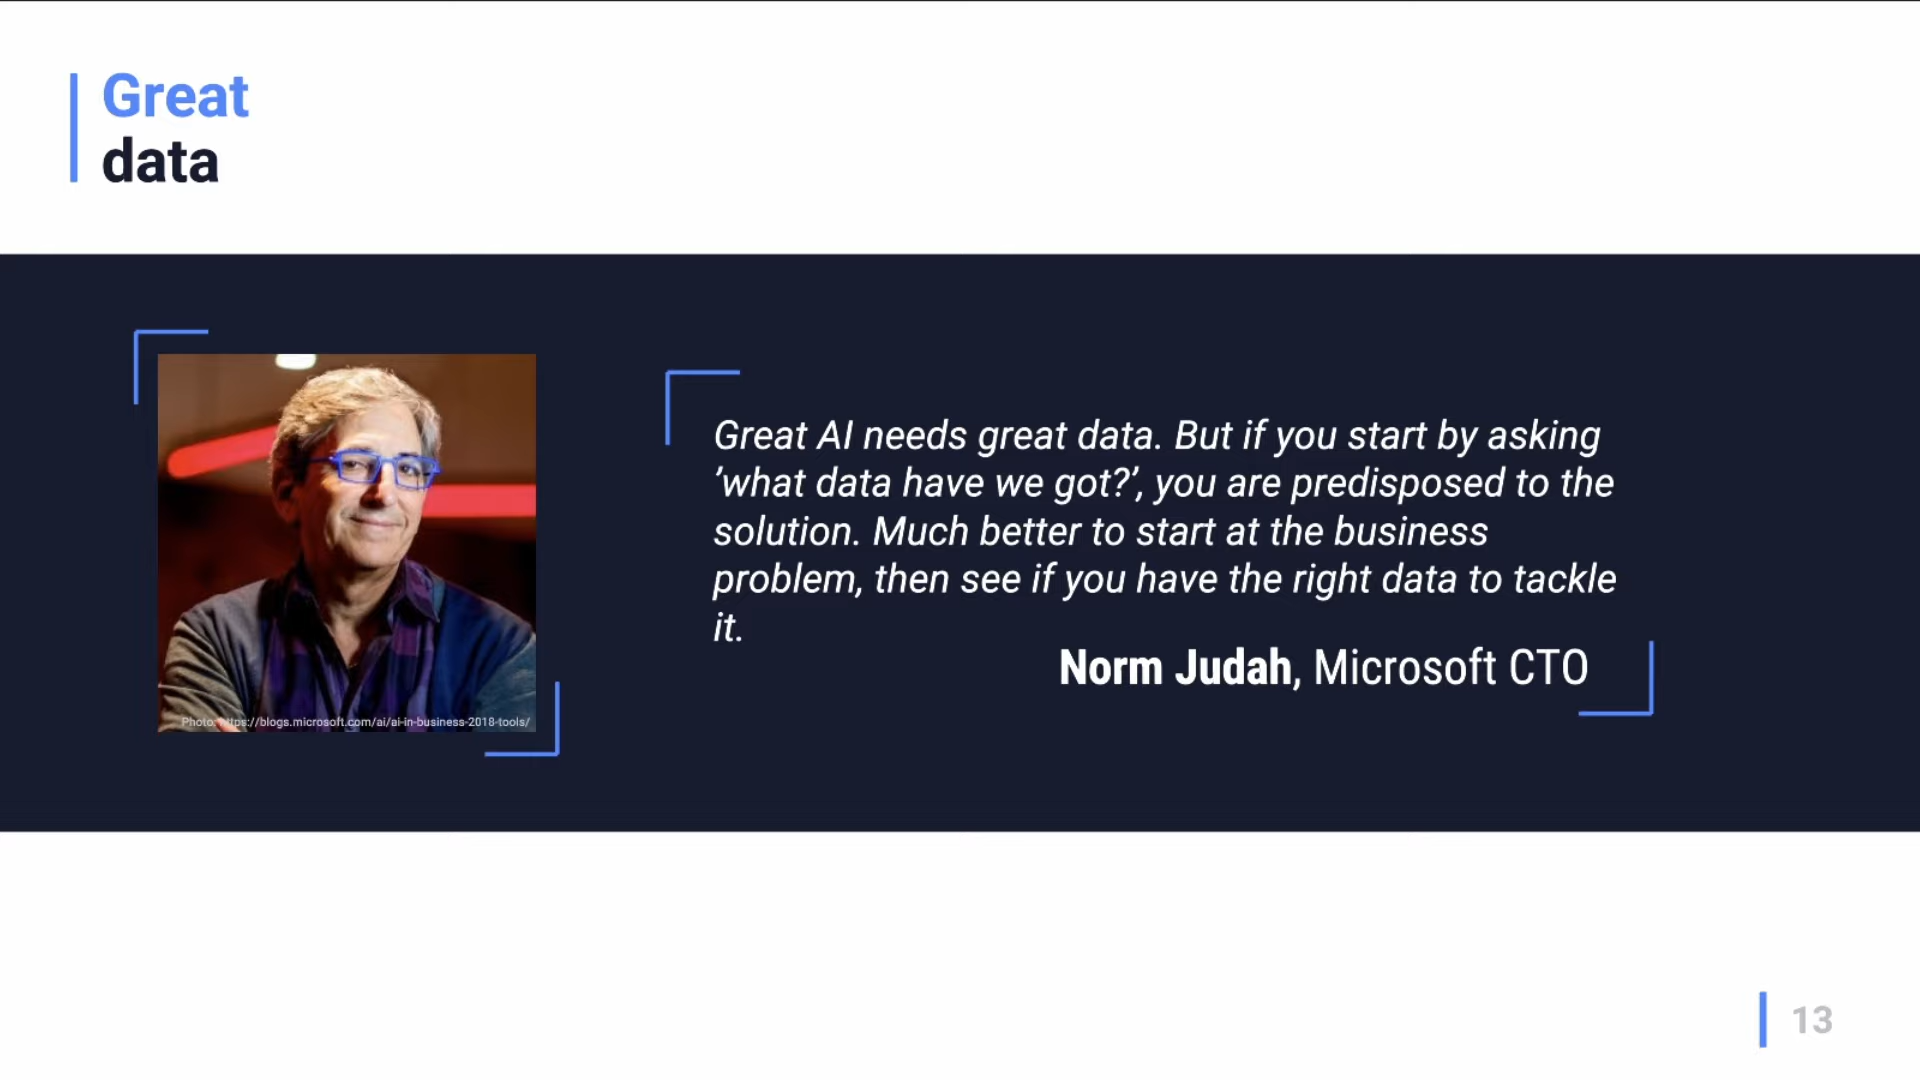 Great
data
Great AI needs great data. But if you start by asking
'what data have we got?', you are predisposed to the
solution. Much better to start at the business
problem, then see if you have the right data to tackle
it.
Norm Judah, Microsoft CTO
Photo: https://blogs.microsoft.com/ai/ai-in-business-2018-tools/
13